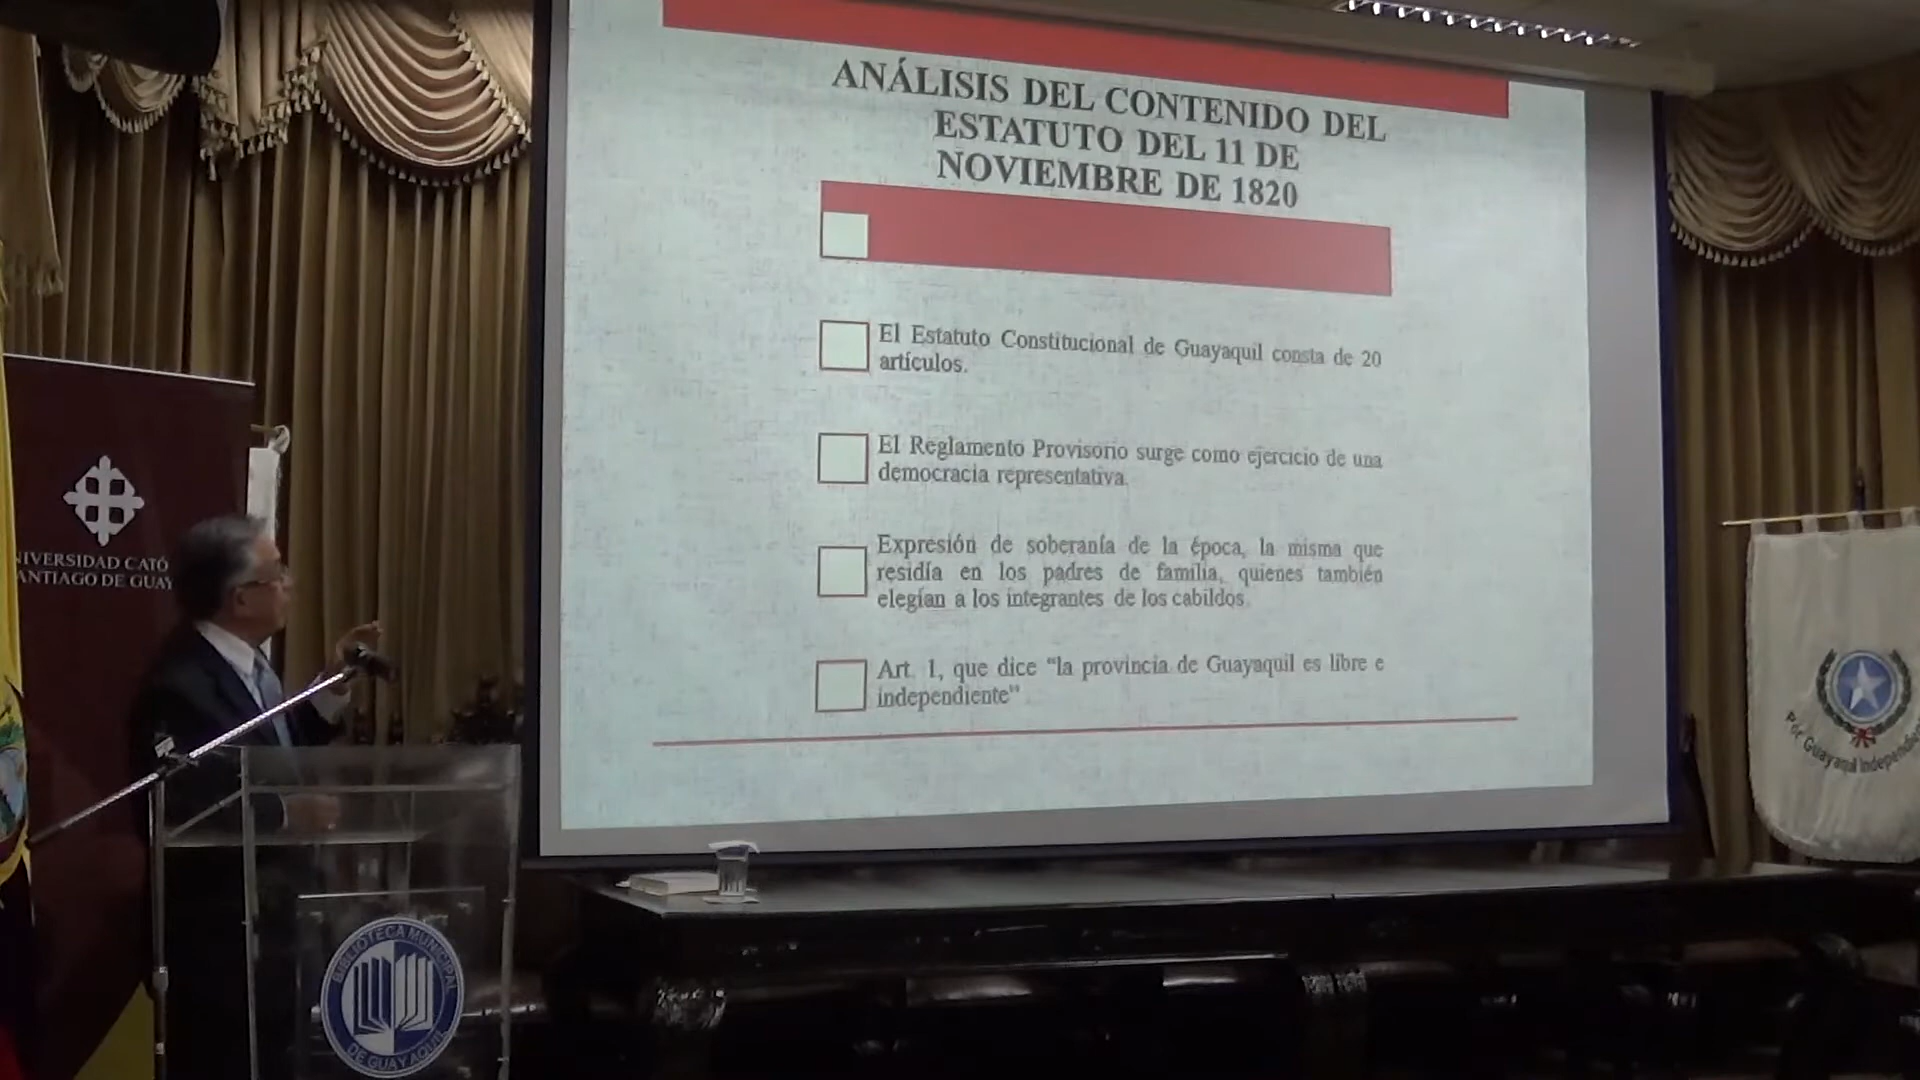 ANÁLISIS DEL CONTENIDO DEL
ESTATUTO DEL 11 DE
NOVIEMBRE DE 1820
El Estatuto Constitucional de Guayaquil consta de 20
artículos.
El Reglamento Provisorio surge como ejercicio de una
democracia representativa.
Expresión de soberanía de la época, la misma que
residía en los padres de familia, quienes también
elegían a los integrantes de los cabildos.
Art. 1, que dice “la provincia de Guayaquil es libre e
independiente”
NIVERSIDAD CATÓ
ANTIAGO DE GUAY
BIBLIOTECA MUNICIPAL
DE GUAYAQUIL
Por Guayaquil Independien